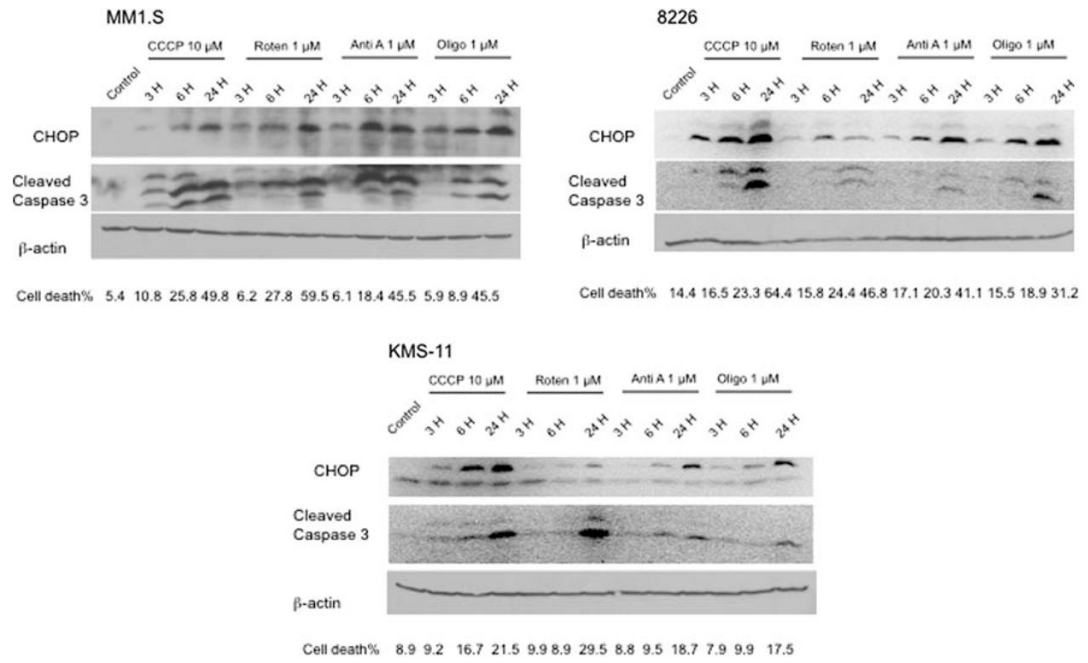 MM1.S
CCCP 10 μM Roten 1 μM Anti A 1 μM Oligo 1 μM
Control 3 H 6 H 24 H 3 H 6 H 24 H 3 H 6 H 24 H 3 H 6 H 24 H
CHOP
Cleaved
Caspase 3
β-actin
Cell death% 5.4 10.8 25.8 49.8 6.2 27.8 59.5 6.1 18.4 45.5 5.9 8.9 45.5
8226
CCCP 10 μM Roten 1 μM Anti A 1 μM Oligo 1 μM
Control 3 H 6 H 24 H 3 H 6 H 24 H 3 H 6 H 24 H 3 H 6 H 24 H
CHOP
Cleaved
Caspase 3
β-actin
Cell death% 14.4 16.5 23.3 64.4 15.8 24.4 46.8 17.1 20.3 41.1 15.5 18.9 31.2
KMS-11
CCCP 10 μM Roten 1 μM Anti A 1 μM Oligo 1 μM
Control 3 H 6 H 24 H 3 H 6 H 24 H 3 H 6 H 24 H 3 H 6 H 24 H
CHOP
Cleaved
Caspase 3
β-actin
Cell death% 8.9 9.2 16.7 21.5 9.9 8.9 29.5 8.8 9.5 18.7 7.9 9.9 17.5